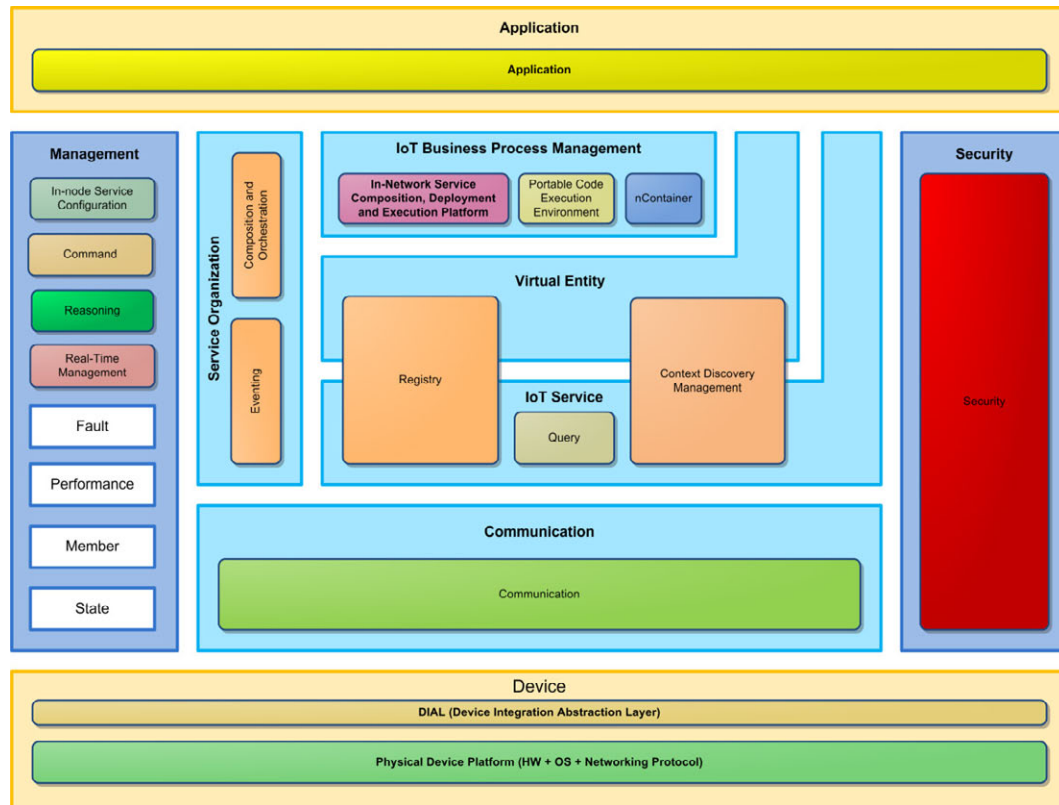 Application
Application
Management
In-node Service
Configuration
Command
Reasoning
Real-Time
Management
Fault
Performance
Member
State
Service Organization
Composition and
Orchestration
Eventing
IoT Business Process Management
In-Network Service
Composition, Deployment
and Execution Platform
Portable Code
Execution
Environment
nContainer
Virtual Entity
Registry
Context Discovery
Management
IoT Service
Query
Communication
Communication
Security
Security
Device
DIAL (Device Integration Abstraction Layer)
Physical Device Platform (HW + OS + Networking Protocol)